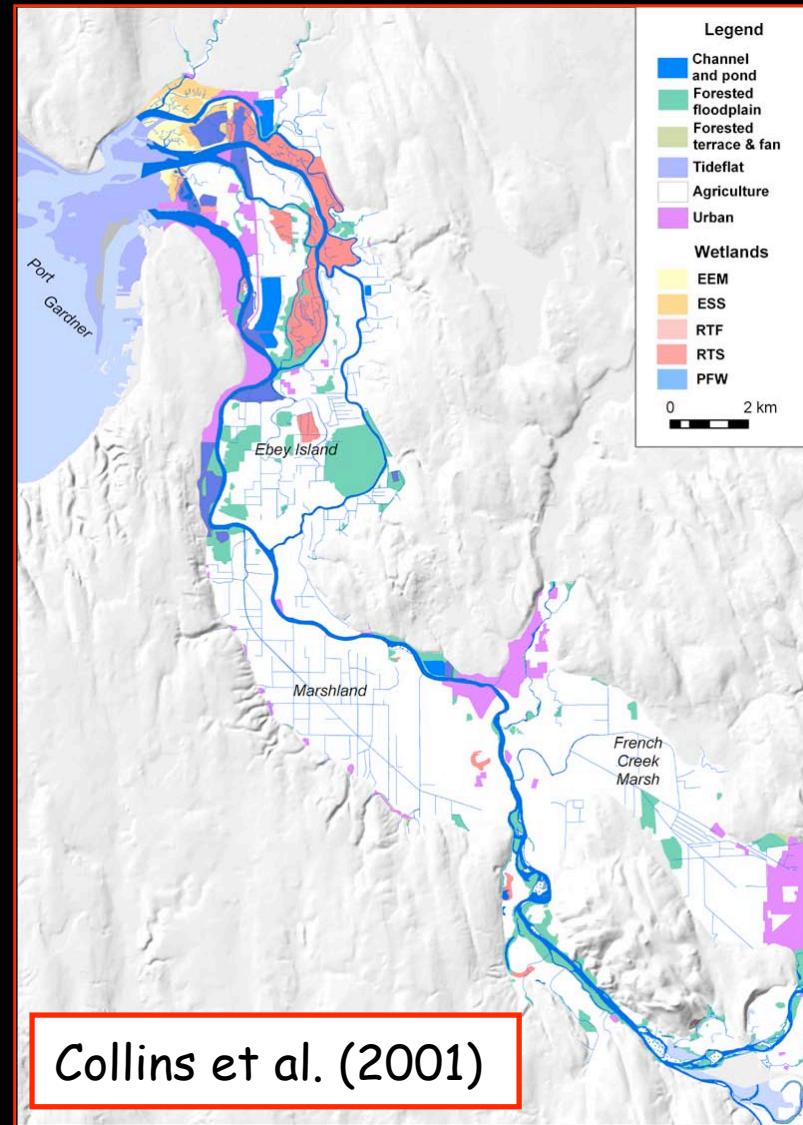 Legend
Channel
and pond
Forested
floodplain
Forested
terrace & fan
Tideflat
Agriculture
Urban
Wetlands
EEM
ESS
RTF
RTS
PFW
0 2 km
Port
Gardner
Ebey Island
Marshland
French
Creek
Marsh
Collins et al. (2001)